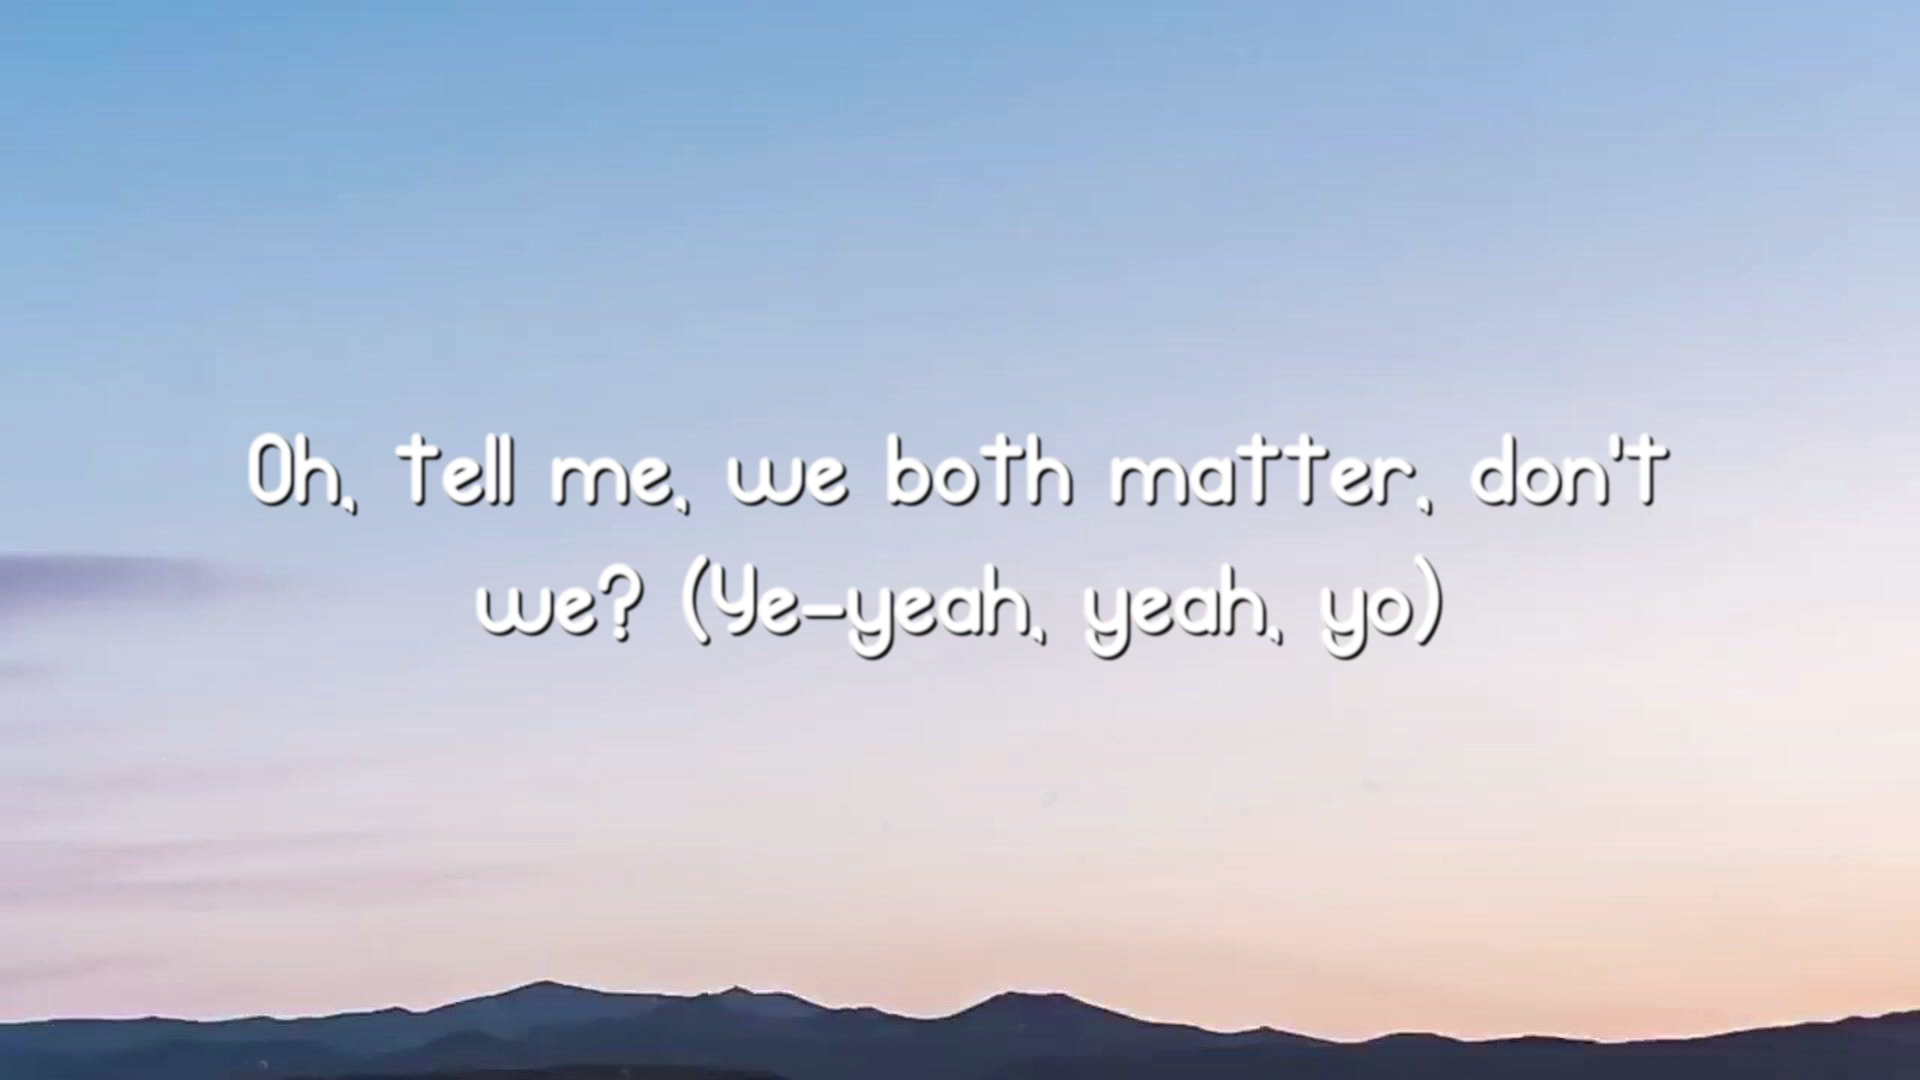 Oh, tell me, we both matter, don't
we? (Ye-yeah, yeah, yo)